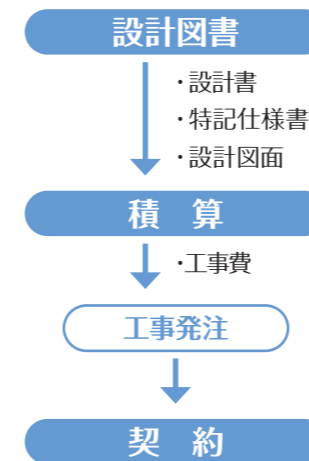 設計図書
・設計書
・特記仕様書
・設計図面
積　算
・工事費
工事発注
契　約